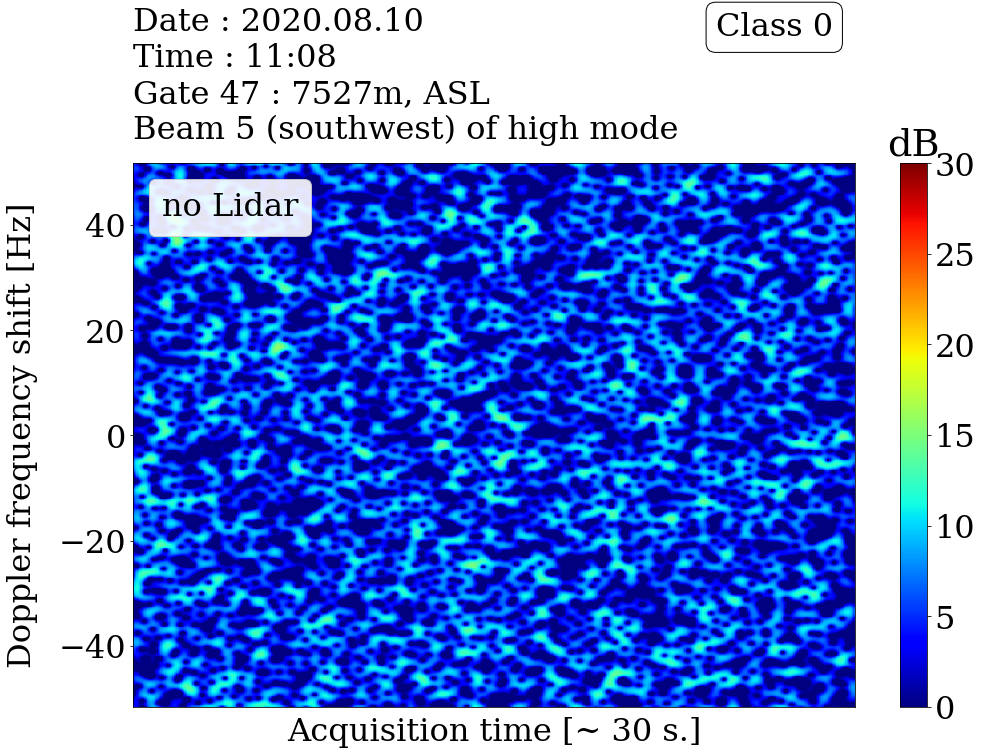 Date : 2020.08.10
Time : 11:08
Gate 47 : 7527m, ASL
Beam 5 (southwest) of high mode
Class 0
dB
no Lidar
Doppler frequency shift [Hz]
40
20
0
−20
−40
30
25
20
15
10
5
0
Acquisition time [~ 30 s.]